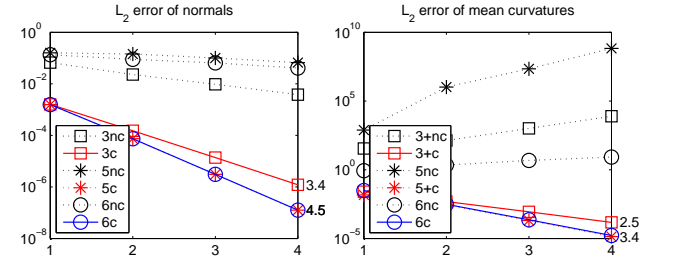 L2 error of normals
10^0
10^-2
10^-4
10^-6
10^-8
3nc
3c
5nc
5c
6nc
6c
3.4
4.5
1 2 3 4
L2 error of mean curvatures
10^10
10^5
10^0
10^-5
3+nc
3+c
5nc
5+c
6nc
6c
2.5
3.4
1 2 3 4